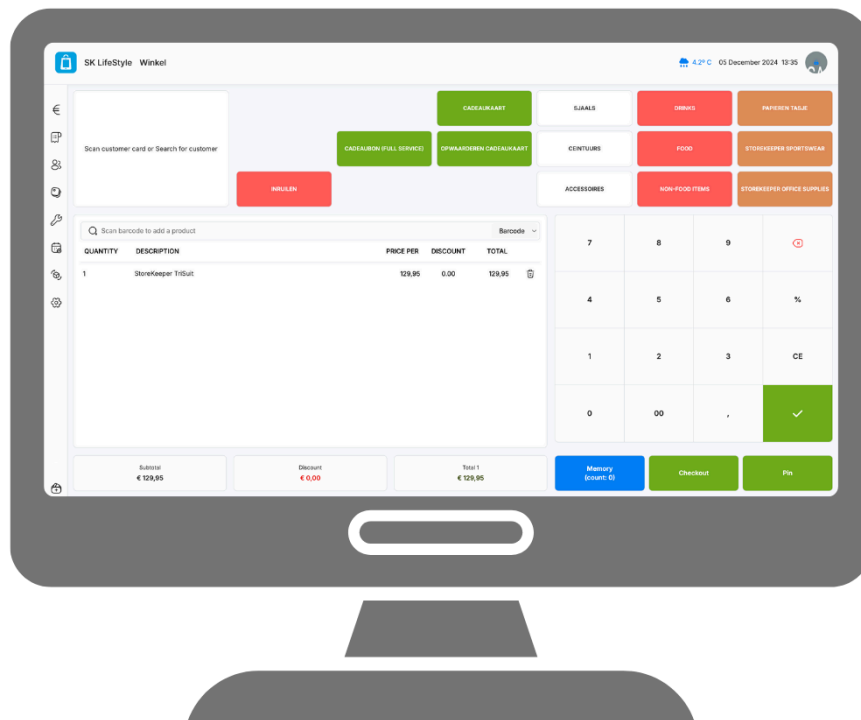 SK LifeStyle Winkel
4.2° C 05 December 2024 13:35
Scan customer card or Search for customer
CADEAUKAART
SJAALS
DRINKS
PAPIEREN TASJE
CADEAUBON (FULL SERVICE)
OPWAARDEREN CADEAUKAART
CEINTUURS
FOOD
STOREKEEPER SPORTSWEAR
INRUILEN
ACCESSOIRES
NON-FOOD ITEMS
STOREKEEPER OFFICE SUPPLIES
Scan barcode to add a product
Barcode
QUANTITY DESCRIPTION PRICE PER DISCOUNT TOTAL
1 StoreKeeper TriSuit 129,95 0.00 129,95
7 8 9
4 5 6 %
1 2 3 CE
0 00 ,
Subtotal
€ 129,95
Discount
€ 0,00
Total 1
€ 129,95
Memory
(count: 0)
Checkout
Pin